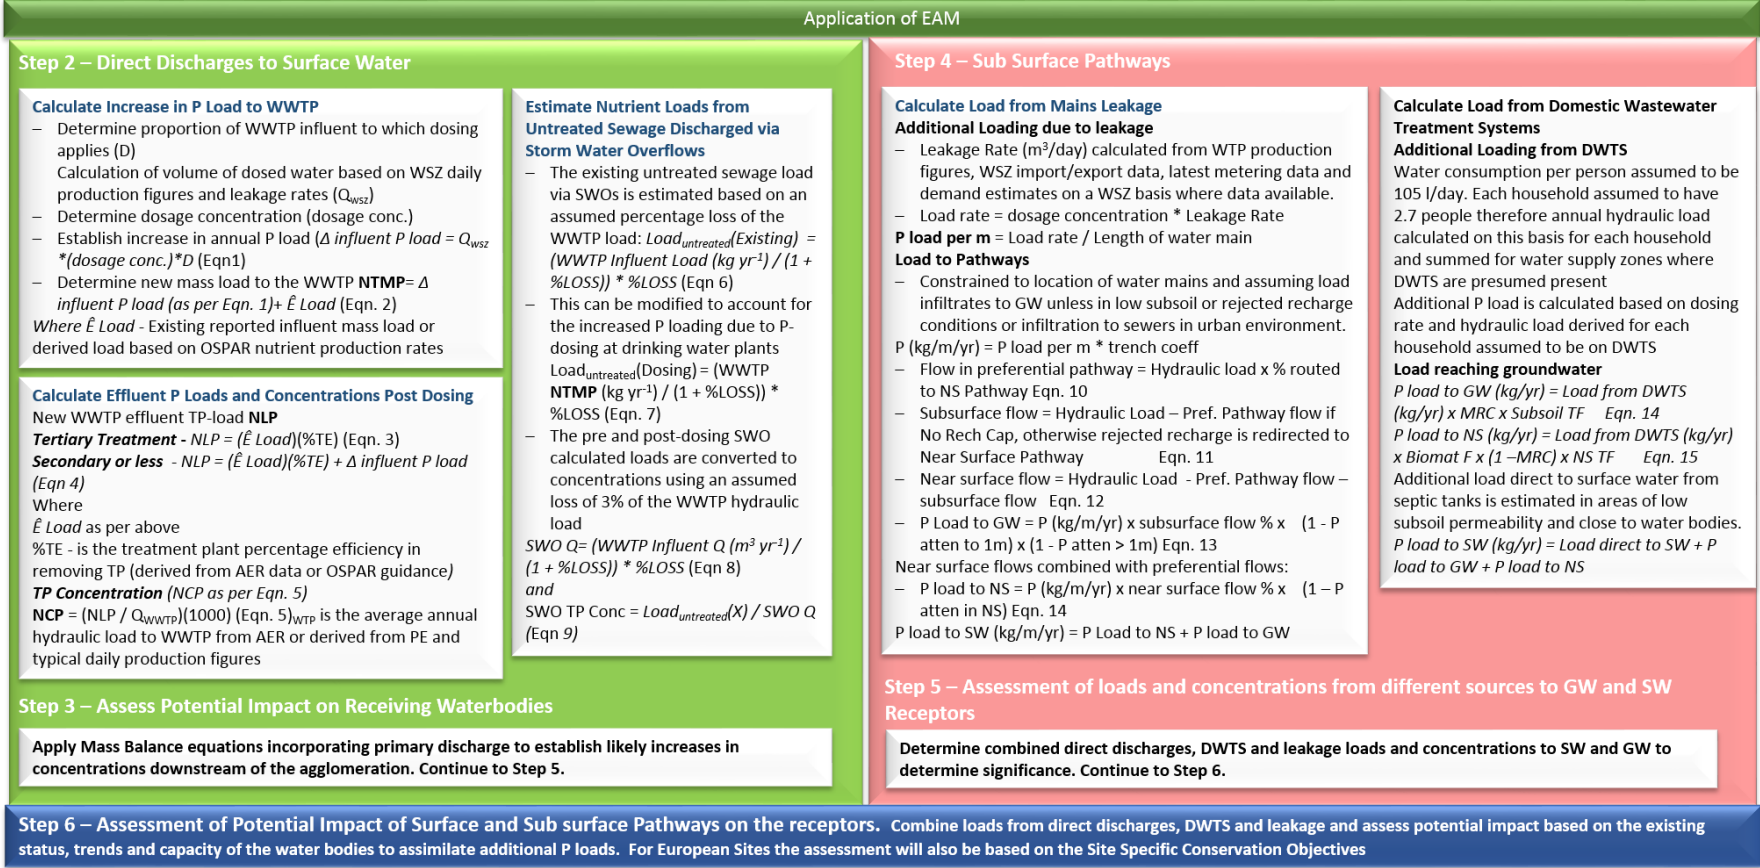 Application of EAM
Step 2 – Direct Discharges to Surface Water
Calculate Increase in P Load to WWTP
– Determine proportion of WWTP influent to which dosing
applies (D)
Calculation of volume of dosed water based on WSZ daily
production figures and leakage rates (Qwsz)
– Determine dosage concentration (dosage conc.)
– Establish increase in annual P load (Δ influent P load = Qwsz
*(dosage conc.)*D (Eqn1)
– Determine new mass load to the WWTP NTMP= Δ
influent P load (as per Eqn. 1)+ Ê Load (Eqn. 2)
Where Ê Load - Existing reported influent mass load or
derived load based on OSPAR nutrient production rates
Calculate Effluent P Loads and Concentrations Post Dosing
New WWTP effluent TP-load NLP
Tertiary Treatment - NLP = (Ê Load)(%TE) (Eqn. 3)
Secondary or less - NLP = (Ê Load)(%TE) + Δ influent P load
(Eqn 4)
Where
Ê Load as per above
%TE - is the treatment plant percentage efficiency in
removing TP (derived from AER data or OSPAR guidance)
TP Concentration (NCP as per Eqn. 5)
NCP = (NLP / QWWTP)(1000) (Eqn. 5)WTP is the average annual
hydraulic load to WWTP from AER or derived from PE and
typical daily production figures
Estimate Nutrient Loads from
Untreated Sewage Discharged via
Storm Water Overflows
– The existing untreated sewage load
via SWOs is estimated based on an
assumed percentage loss of the
WWTP load: Loaduntreated(Existing) =
(WWTP Influent Load (kg yr-1) / (1 +
%LOSS)) * %LOSS (Eqn 6)
– This can be modified to account for
the increased P loading due to P-
dosing at drinking water plants
Loaduntreated(Dosing) = (WWTP
NTMP (kg yr-1) / (1 + %LOSS)) *
%LOSS (Eqn. 7)
– The pre and post-dosing SWO
calculated loads are converted to
concentrations using an assumed
loss of 3% of the WWTP hydraulic
load
SWO Q= (WWTP Influent Q (m3 yr-1) /
(1 + %LOSS)) * %LOSS (Eqn 8)
and
SWO TP Conc = Loaduntreated(X) / SWO Q
(Eqn 9)
Step 3 – Assess Potential Impact on Receiving Waterbodies
Apply Mass Balance equations incorporating primary discharge to establish likely increases in
concentrations downstream of the agglomeration. Continue to Step 5.
Step 4 – Sub Surface Pathways
Calculate Load from Mains Leakage
Additional Loading due to leakage
– Leakage Rate (m3/day) calculated from WTP production
figures, WSZ import/export data, latest metering data and
demand estimates on a WSZ basis where data available.
– Load rate = dosage concentration * Leakage Rate
P load per m = Load rate / Length of water main
Load to Pathways
– Constrained to location of water mains and assuming load
infiltrates to GW unless in low subsoil or rejected recharge
conditions or infiltration to sewers in urban environment.
P (kg/m/yr) = P load per m * trench coeff
– Flow in preferential pathway = Hydraulic load x % routed
to NS Pathway Eqn. 10
– Subsurface flow = Hydraulic Load – Pref. Pathway flow if
No Rech Cap, otherwise rejected recharge is redirected to
Near Surface Pathway Eqn. 11
– Near surface flow = Hydraulic Load - Pref. Pathway flow –
subsurface flow Eqn. 12
– P Load to GW = P (kg/m/yr) x subsurface flow % x (1 - P
atten to 1m) x (1 - P atten > 1m) Eqn. 13
Near surface flows combined with preferential flows:
– P load to NS = P (kg/m/yr) x near surface flow % x (1 – P
atten in NS) Eqn. 14
P load to SW (kg/m/yr) = P Load to NS + P load to GW
Calculate Load from Domestic Wastewater
Treatment Systems
Additional Loading from DWTS
Water consumption per person assumed to be
105 l/day. Each household assumed to have
2.7 people therefore annual hydraulic load
calculated on this basis for each household
and summed for water supply zones where
DWTS are presumed present
Additional P load is calculated based on dosing
rate and hydraulic load derived for each
household assumed to be on DWTS
Load reaching groundwater
P load to GW (kg/yr) = Load from DWTS
(kg/yr) x MRC x Subsoil TF Eqn. 14
P load to NS (kg/yr) = Load from DWTS (kg/yr)
x Biomat F x (1 –MRC) x NS TF Eqn. 15
Additional load direct to surface water from
septic tanks is estimated in areas of low
subsoil permeability and close to water bodies.
P load to SW (kg/yr) = Load direct to SW + P
load to GW + P load to NS
Step 5 – Assessment of loads and concentrations from different sources to GW and SW
Receptors
Determine combined direct discharges, DWTS and leakage loads and concentrations to SW and GW to
determine significance. Continue to Step 6.
Step 6 – Assessment of Potential Impact of Surface and Sub surface Pathways on the receptors. Combine loads from direct discharges, DWTS and leakage and assess potential impact based on the existing
status, trends and capacity of the water bodies to assimilate additional P loads. For European Sites the assessment will also be based on the Site Specific Conservation Objectives